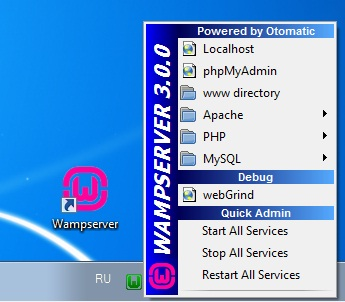 Powered by Otomatic
Localhost
phpMyAdmin
www directory
Apache
PHP
MySQL
Debug
webGrind
Quick Admin
Start All Services
Stop All Services
Restart All Services
WAMPSERVER 3.0.0
Wampserver
RU